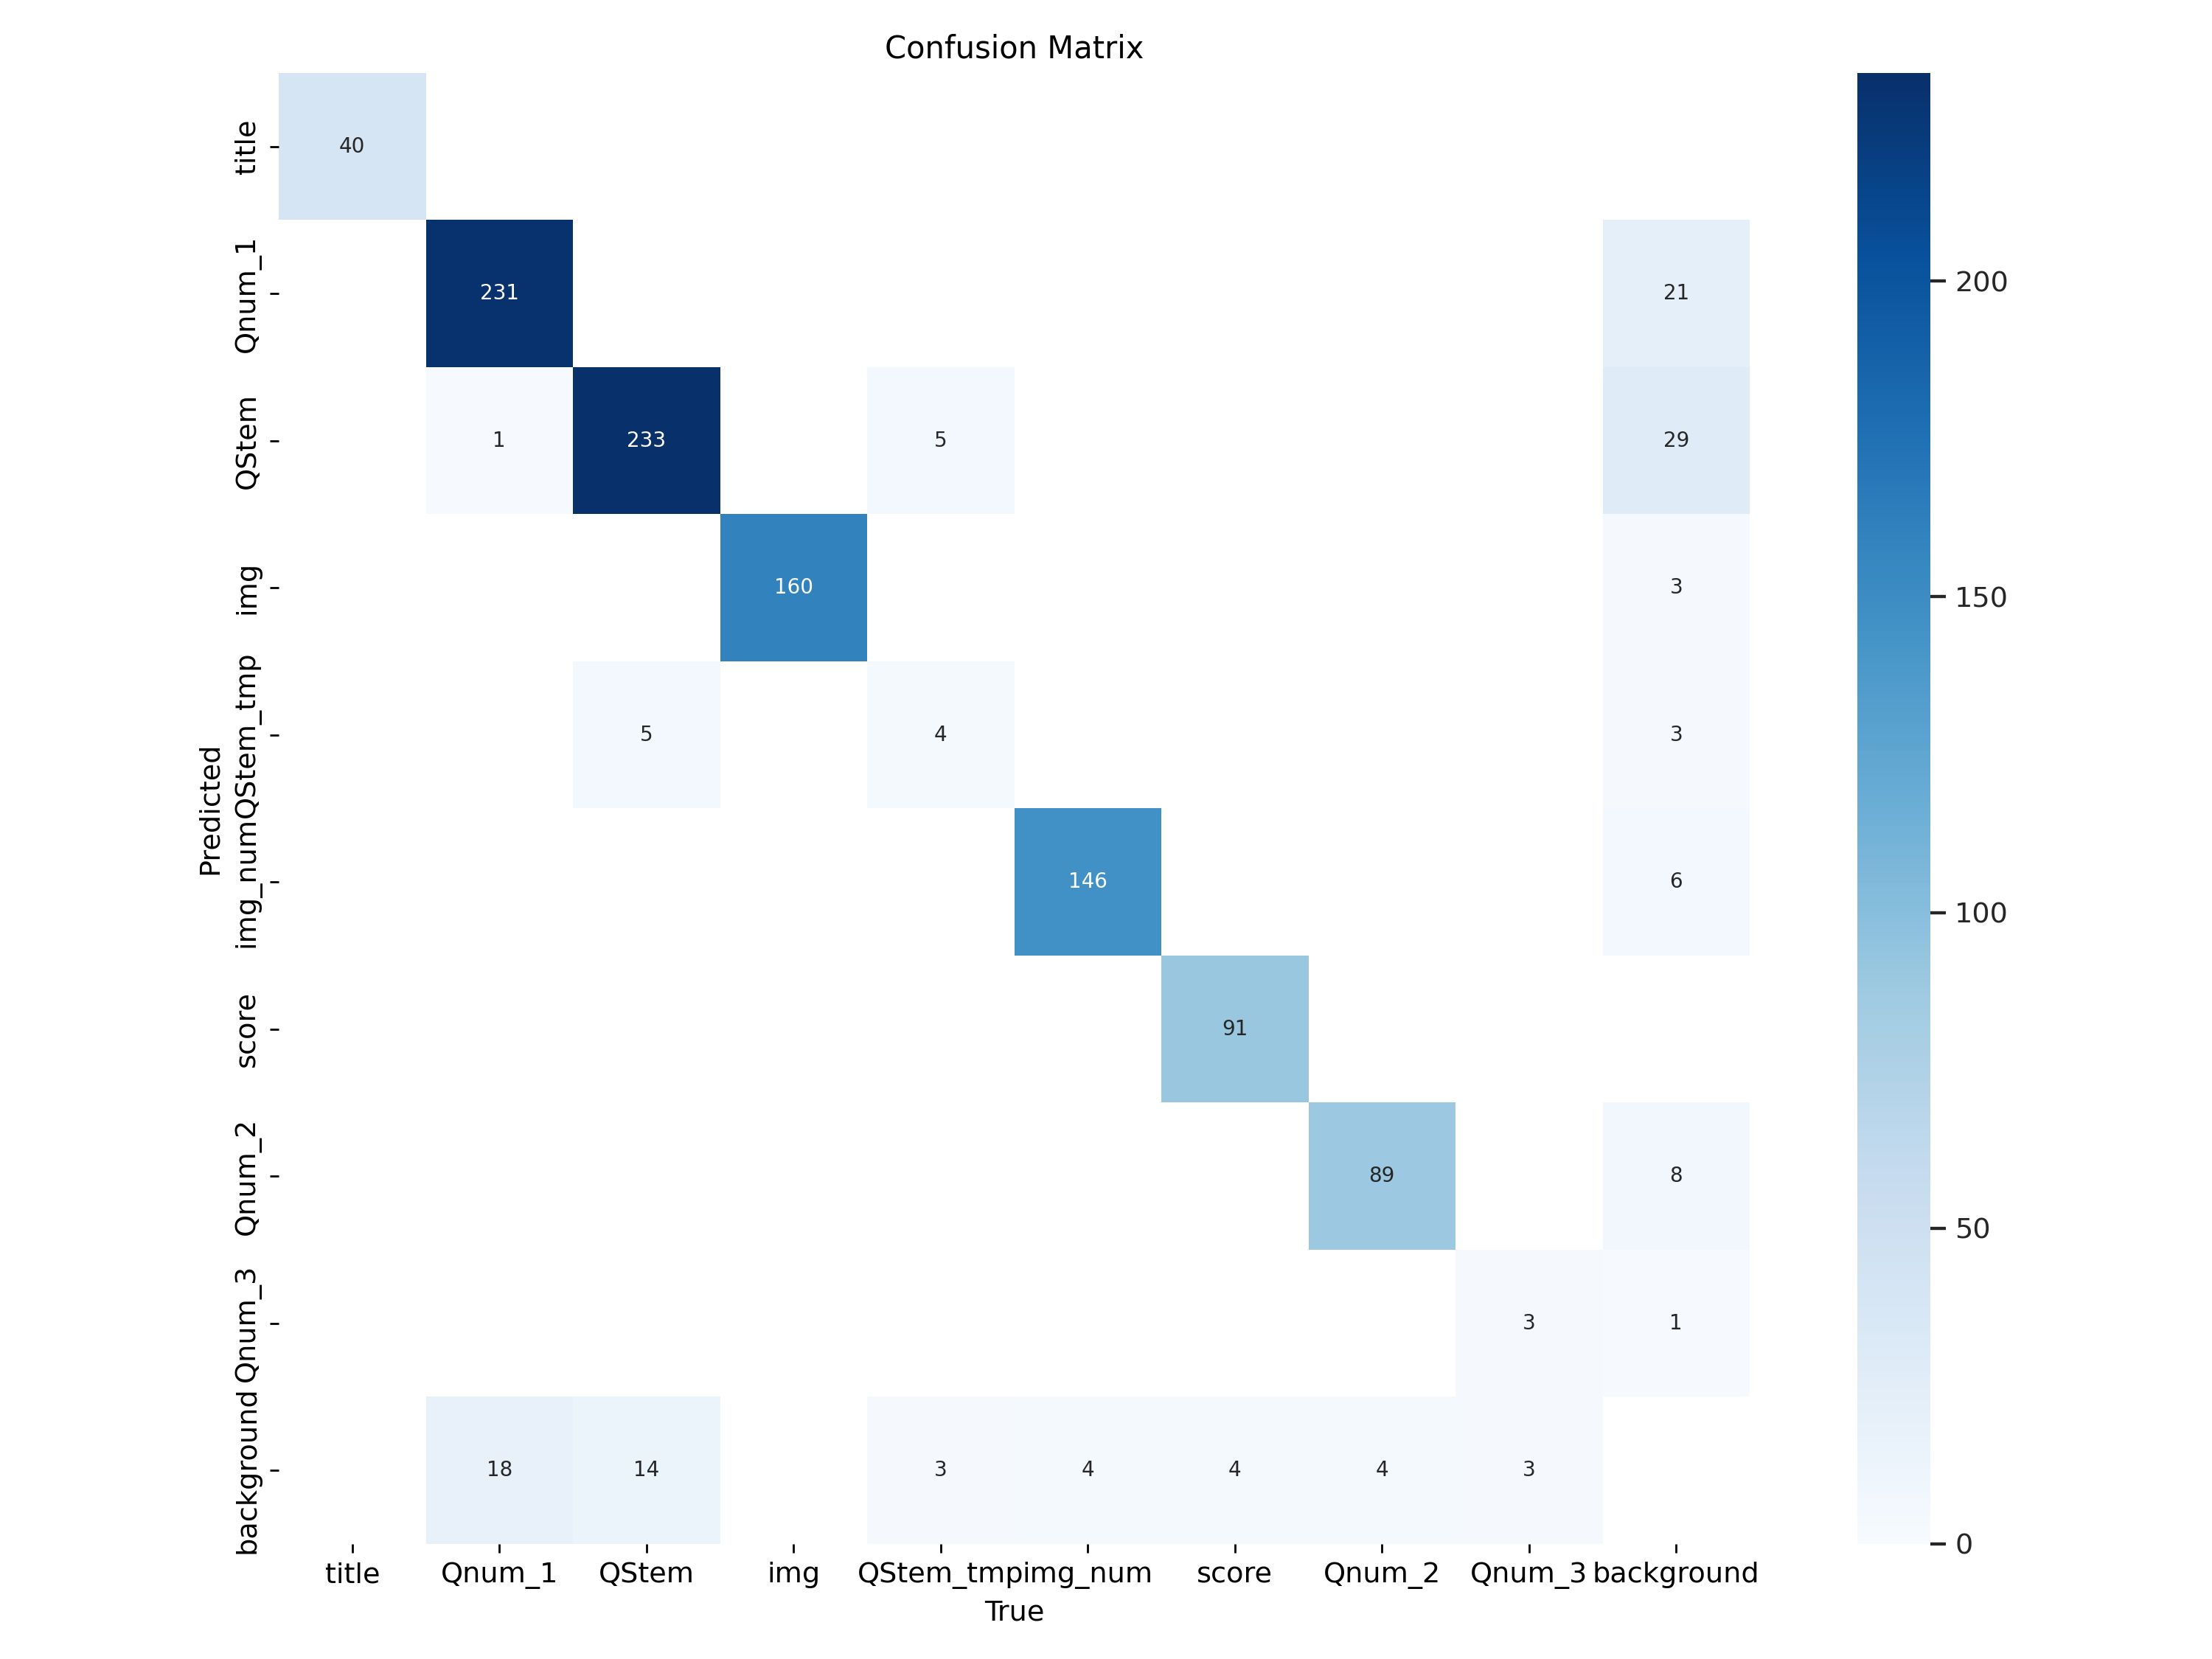 Confusion Matrix
title
40
Qnum_1
231
21
200
QStem
1
233
5
29
img
160
3
150
QStem_tmp
5
4
3
Predicted
img_num
146
6
100
score
91
Qnum_2
89
8
50
Qnum_3
3
1
background
18
14
3
4
4
4
3
0
title Qnum_1 QStem img QStem_tmp img_num score Qnum_2 Qnum_3 background
True